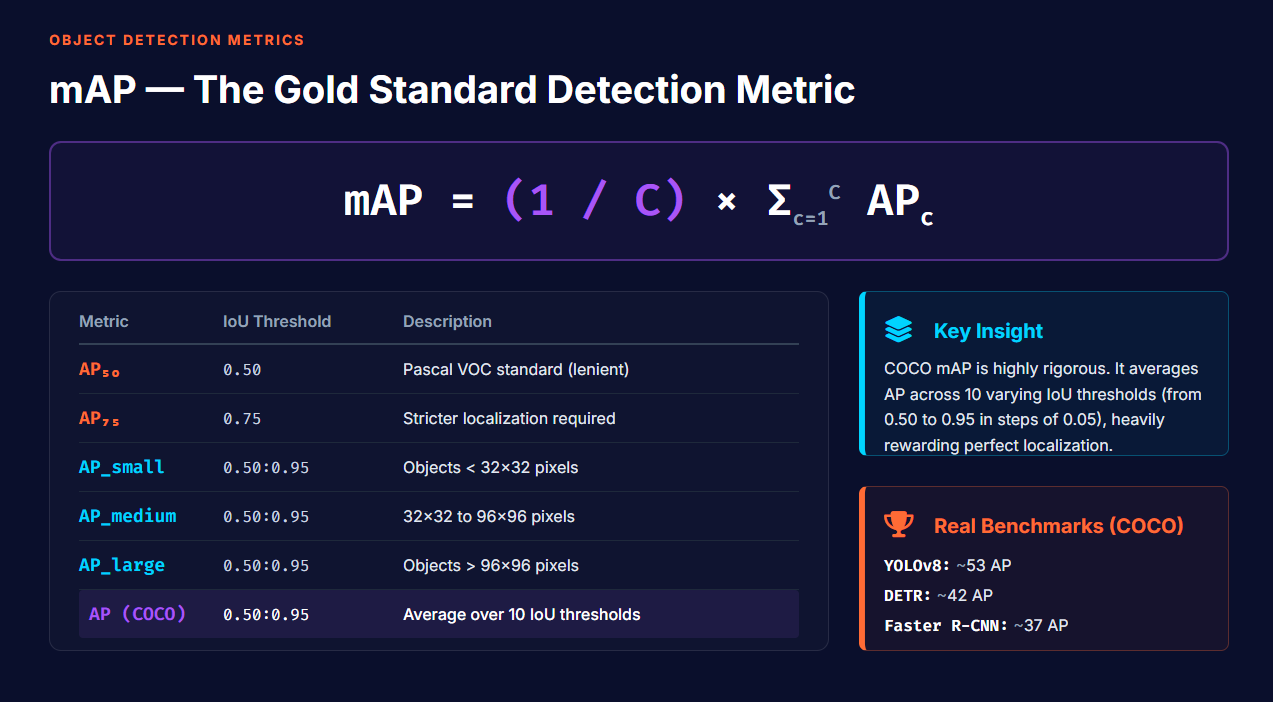 OBJECT DETECTION METRICS
mAP — The Gold Standard Detection Metric
mAP = (1 / C) × Σc=1C APc
Metric IoU Threshold Description
AP₅₀ 0.50 Pascal VOC standard (lenient)
AP₇₅ 0.75 Stricter localization required
AP_small 0.50:0.95 Objects < 32×32 pixels
AP_medium 0.50:0.95 32×32 to 96×96 pixels
AP_large 0.50:0.95 Objects > 96×96 pixels
AP (COCO) 0.50:0.95 Average over 10 IoU thresholds
Key Insight
COCO mAP is highly rigorous. It averages
AP across 10 varying IoU thresholds (from
0.50 to 0.95 in steps of 0.05), heavily
rewarding perfect localization.
Real Benchmarks (COCO)
YOLOv8: ~53 AP
DETR: ~42 AP
Faster R-CNN: ~37 AP